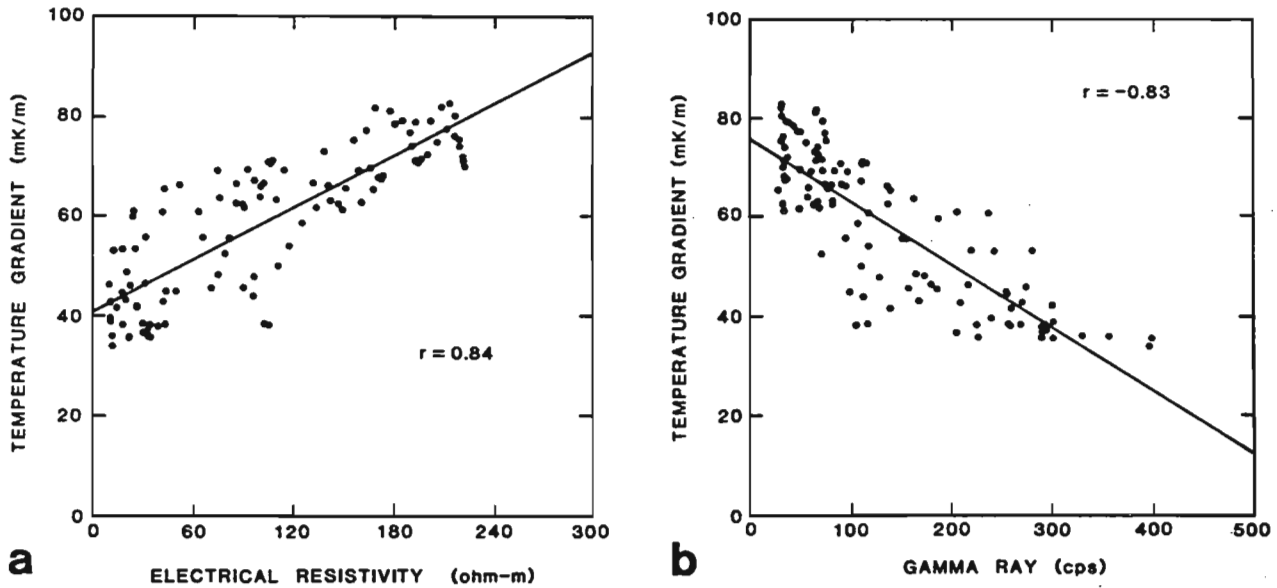 100
80
60
40
20
0
TEMPERATURE GRADIENT (mK/m)
r = 0.84
0 60 120 180 240 300
ELECTRICAL RESISTIVITY (ohm-m)
a
100
80
60
40
20
0
TEMPERATURE GRADIENT (mK/m)
r = -0.83
0 100 200 300 400 500
GAMMA RAY (cps)
b